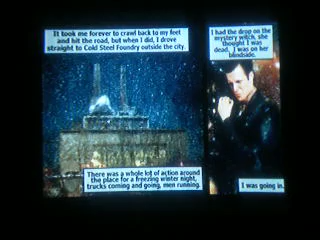 It took me forever to crawl back to my feet
and hit the road, but when I did, I drove
straight to Cold Steel Foundry outside the city.
There was a whole lot of action around
the place for a freezing winter night,
trucks coming and going, men running.
I had the drop on the
mystery witch, she
thought I was
dead. I was on her
blindside.
I was going in.